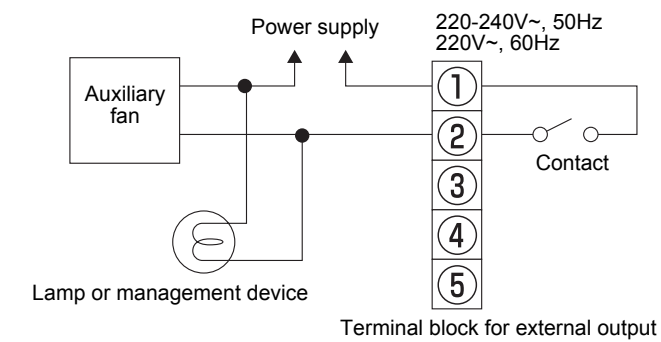 Power supply
220-240V~, 50Hz
220V~, 60Hz
Auxiliary
fan
1
2
Contact
3
4
5
Lamp or management device
Terminal block for external output